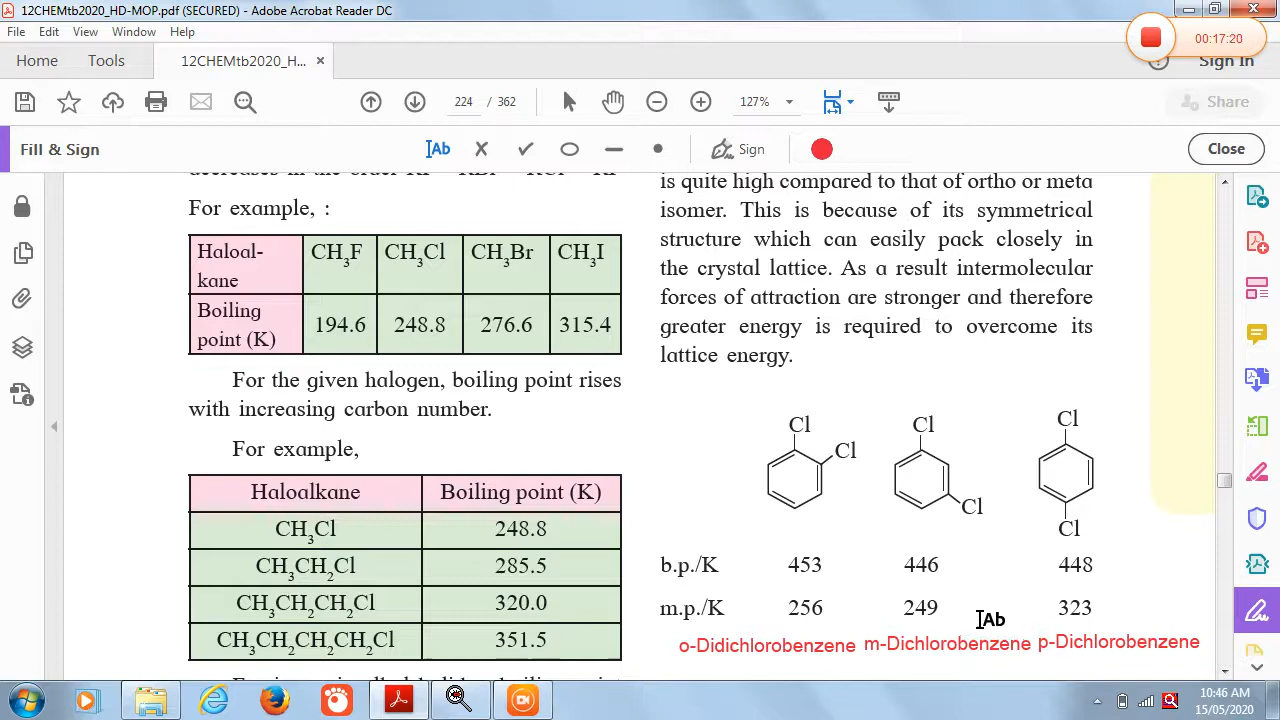 12CHEMtb2020_HD-MOP.pdf (SECURED) - Adobe Acrobat Reader DC
File Edit View Window Help
00:17:20
Home Tools 12CHEMtb2020_H... × Sign In
224 / 362 127% Share
Fill & Sign Ab Sign Close
For example, :
Haloal-
kane
CH3F CH3Cl CH3Br CH3I
Boiling
point (K)
194.6 248.8 276.6 315.4
For the given halogen, boiling point rises
with increasing carbon number.
For example,
Haloalkane Boiling point (K)
CH3Cl 248.8
CH3CH2Cl 285.5
CH3CH2CH2Cl 320.0
CH3CH2CH2CH2Cl 351.5
is quite high compared to that of ortho or meta
isomer. This is because of its symmetrical
structure which can easily pack closely in
the crystal lattice. As a result intermolecular
forces of attraction are stronger and therefore
greater energy is required to overcome its
lattice energy.
Cl Cl Cl
Cl Cl Cl
b.p./K 453 446 448
m.p./K 256 249 323
Ab
o-Didichlorobenzene m-Dichlorobenzene p-Dichlorobenzene
10:46 AM
15/05/2020